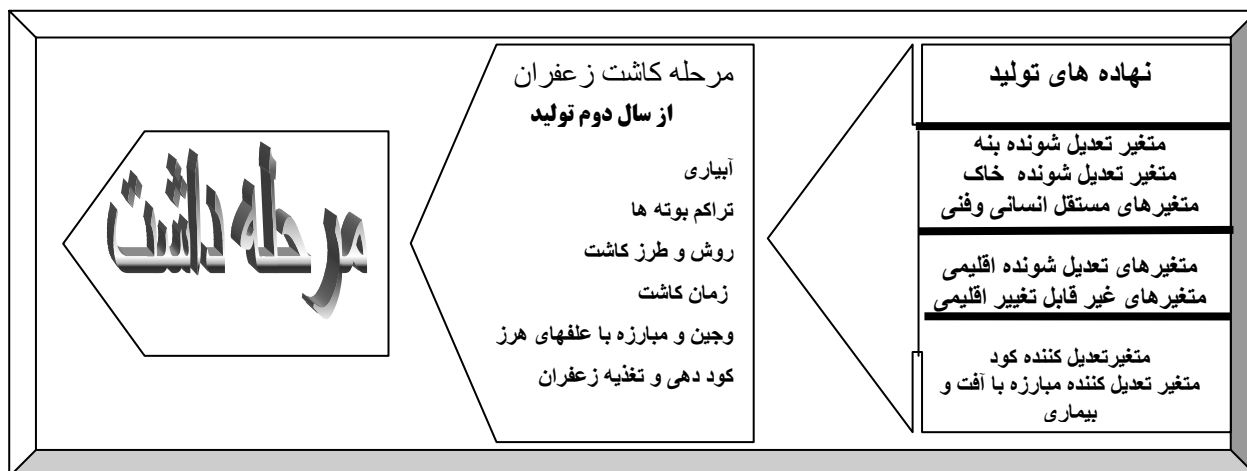 نهاده های تولید
متغیر تعدیل شونده بنه
متغیر تعدیل شونده خاک
متغیرهای مستقل انسانی وفنی
متغیرهای تعدیل شونده اقلیمی
متغیرهای غیر قابل تغییر اقلیمی
متغیرتعدیل کننده کود
متغیر تعدیل کننده مبارزه با آفت و
بیماری
مرحله کاشت زعفران
از سال دوم تولید
آبیاری
تراکم بوته ها
روش و طرز کاشت
زمان کاشت
وجین و مبارزه با علفهای هرز
کود دهی و تغذیه زعفران
مرحله داشت